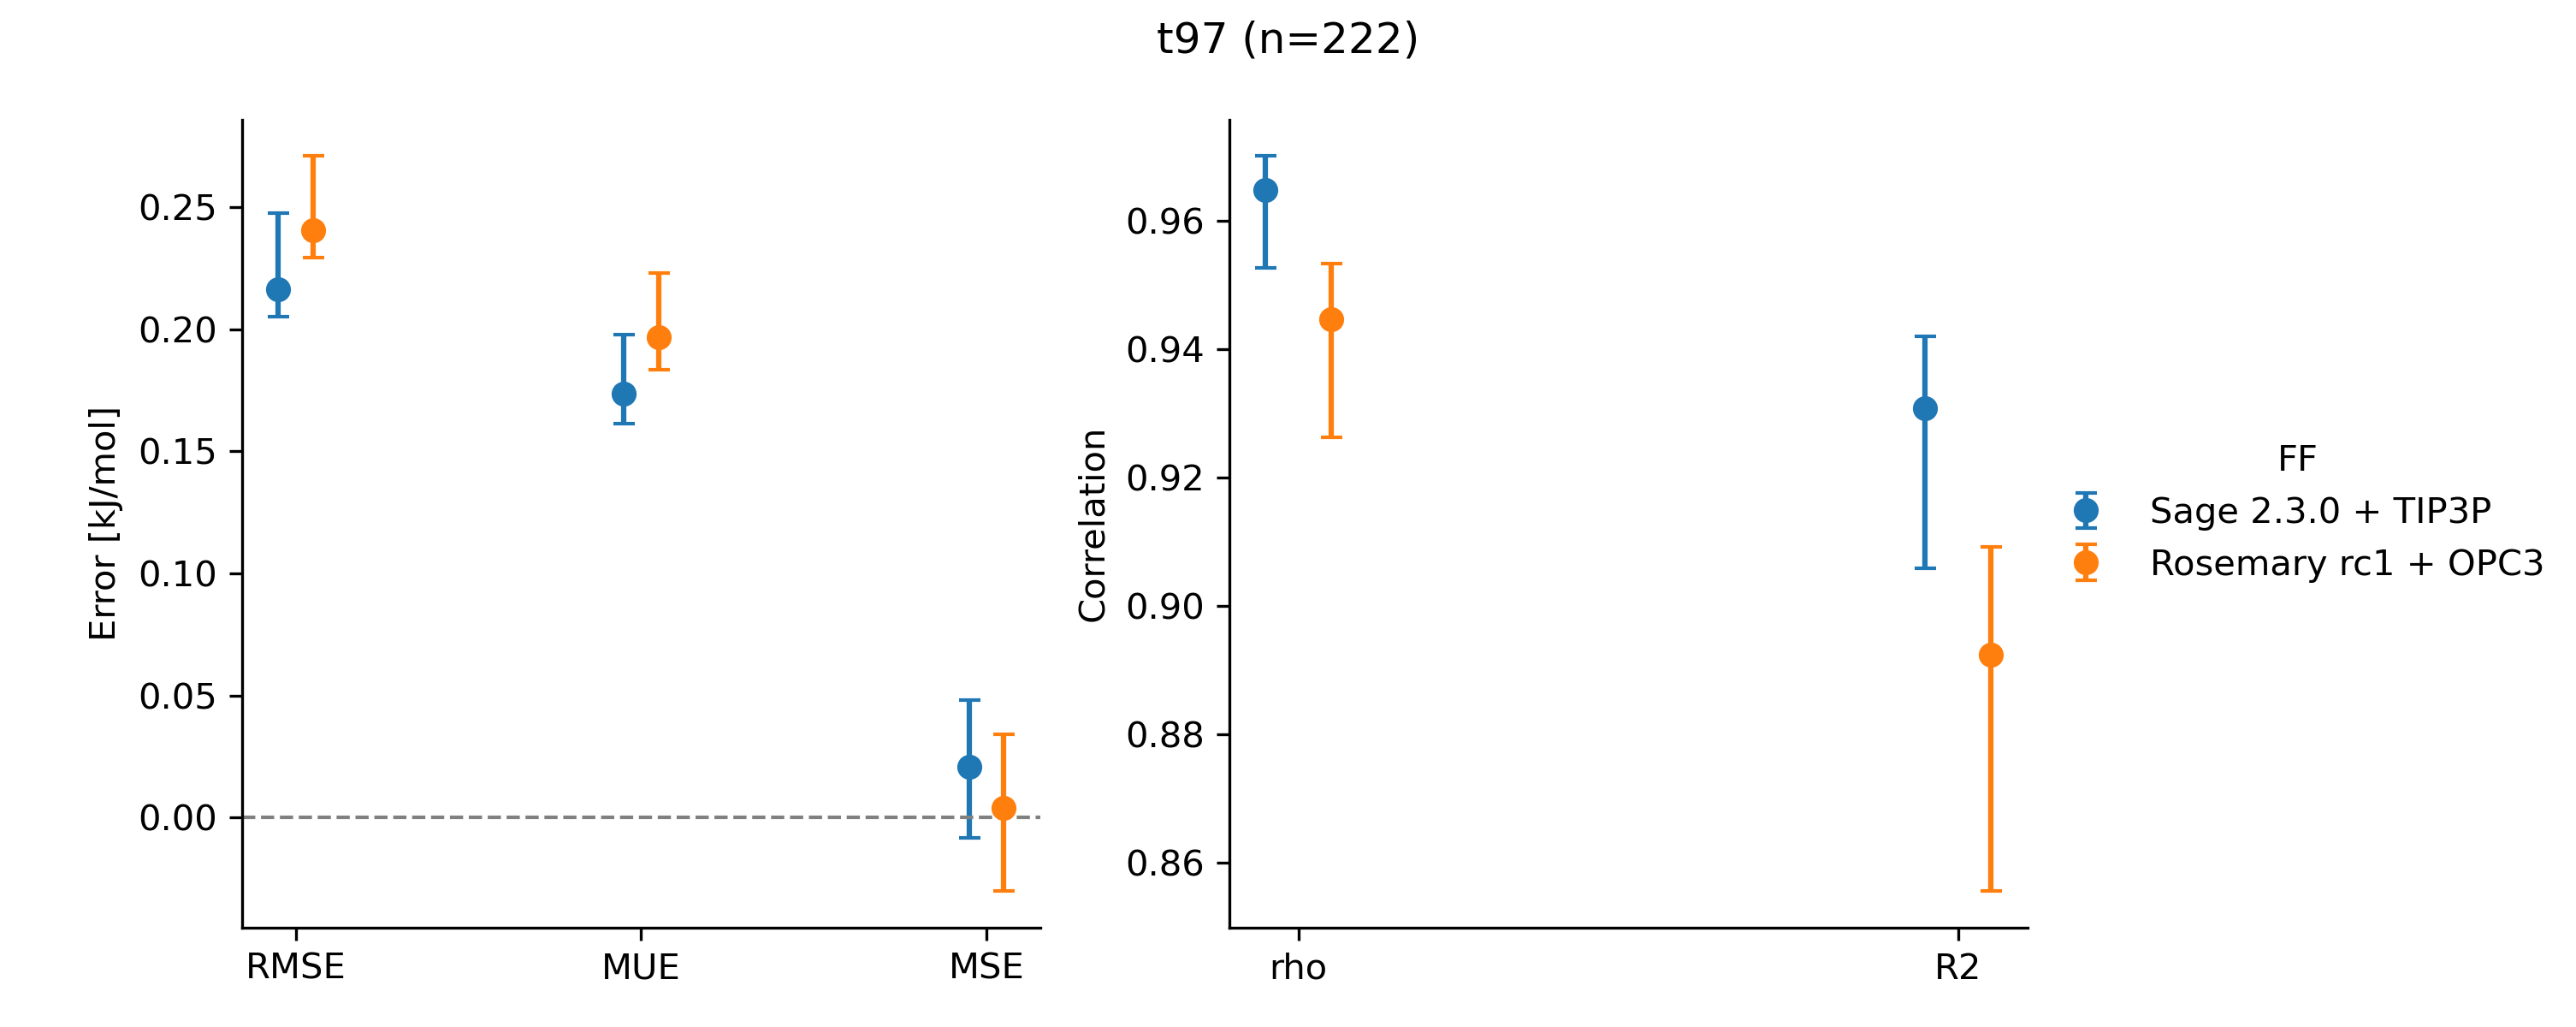 t97 (n=222)
Error [kJ/mol]
0.25
0.20
0.15
0.10
0.05
0.00
RMSE
MUE
MSE
Correlation
0.96
0.94
0.92
0.90
0.88
0.86
rho
R2
FF
Sage 2.3.0 + TIP3P
Rosemary rc1 + OPC3